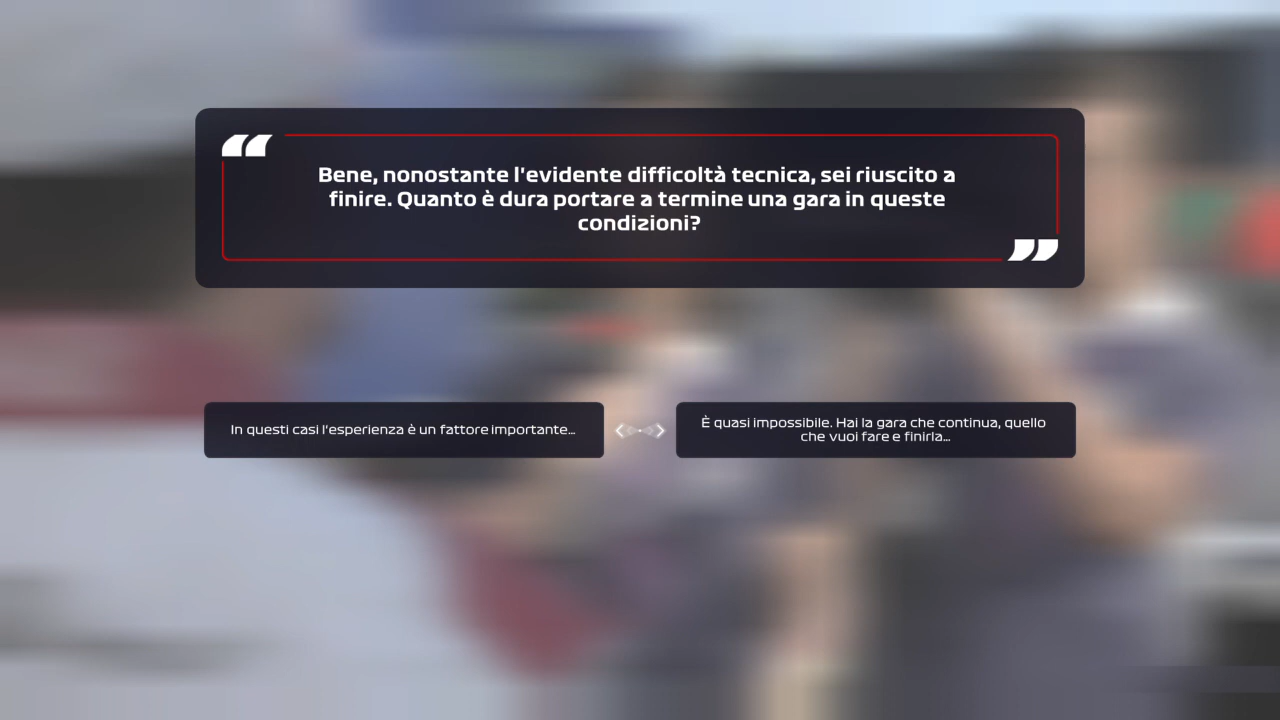 Bene, nonostante l'evidente difficoltà tecnica, sei riuscito a
finire. Quanto è dura portare a termine una gara in queste
condizioni?
In questi casi l'esperienza è un fattore importante...
È quasi impossibile. Hai la gara che continua, quello
che vuoi fare e finirla...